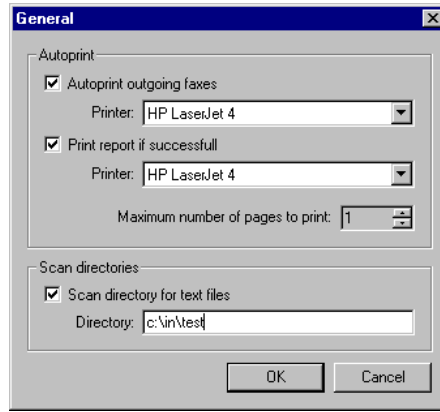 General
Autoprint
Autoprint outgoing faxes
Printer: HP LaserJet 4
Print report if successfull
Printer: HP LaserJet 4
Maximum number of pages to print: 1
Scan directories
Scan directory for text files
Directory: c:\in\test
OK Cancel